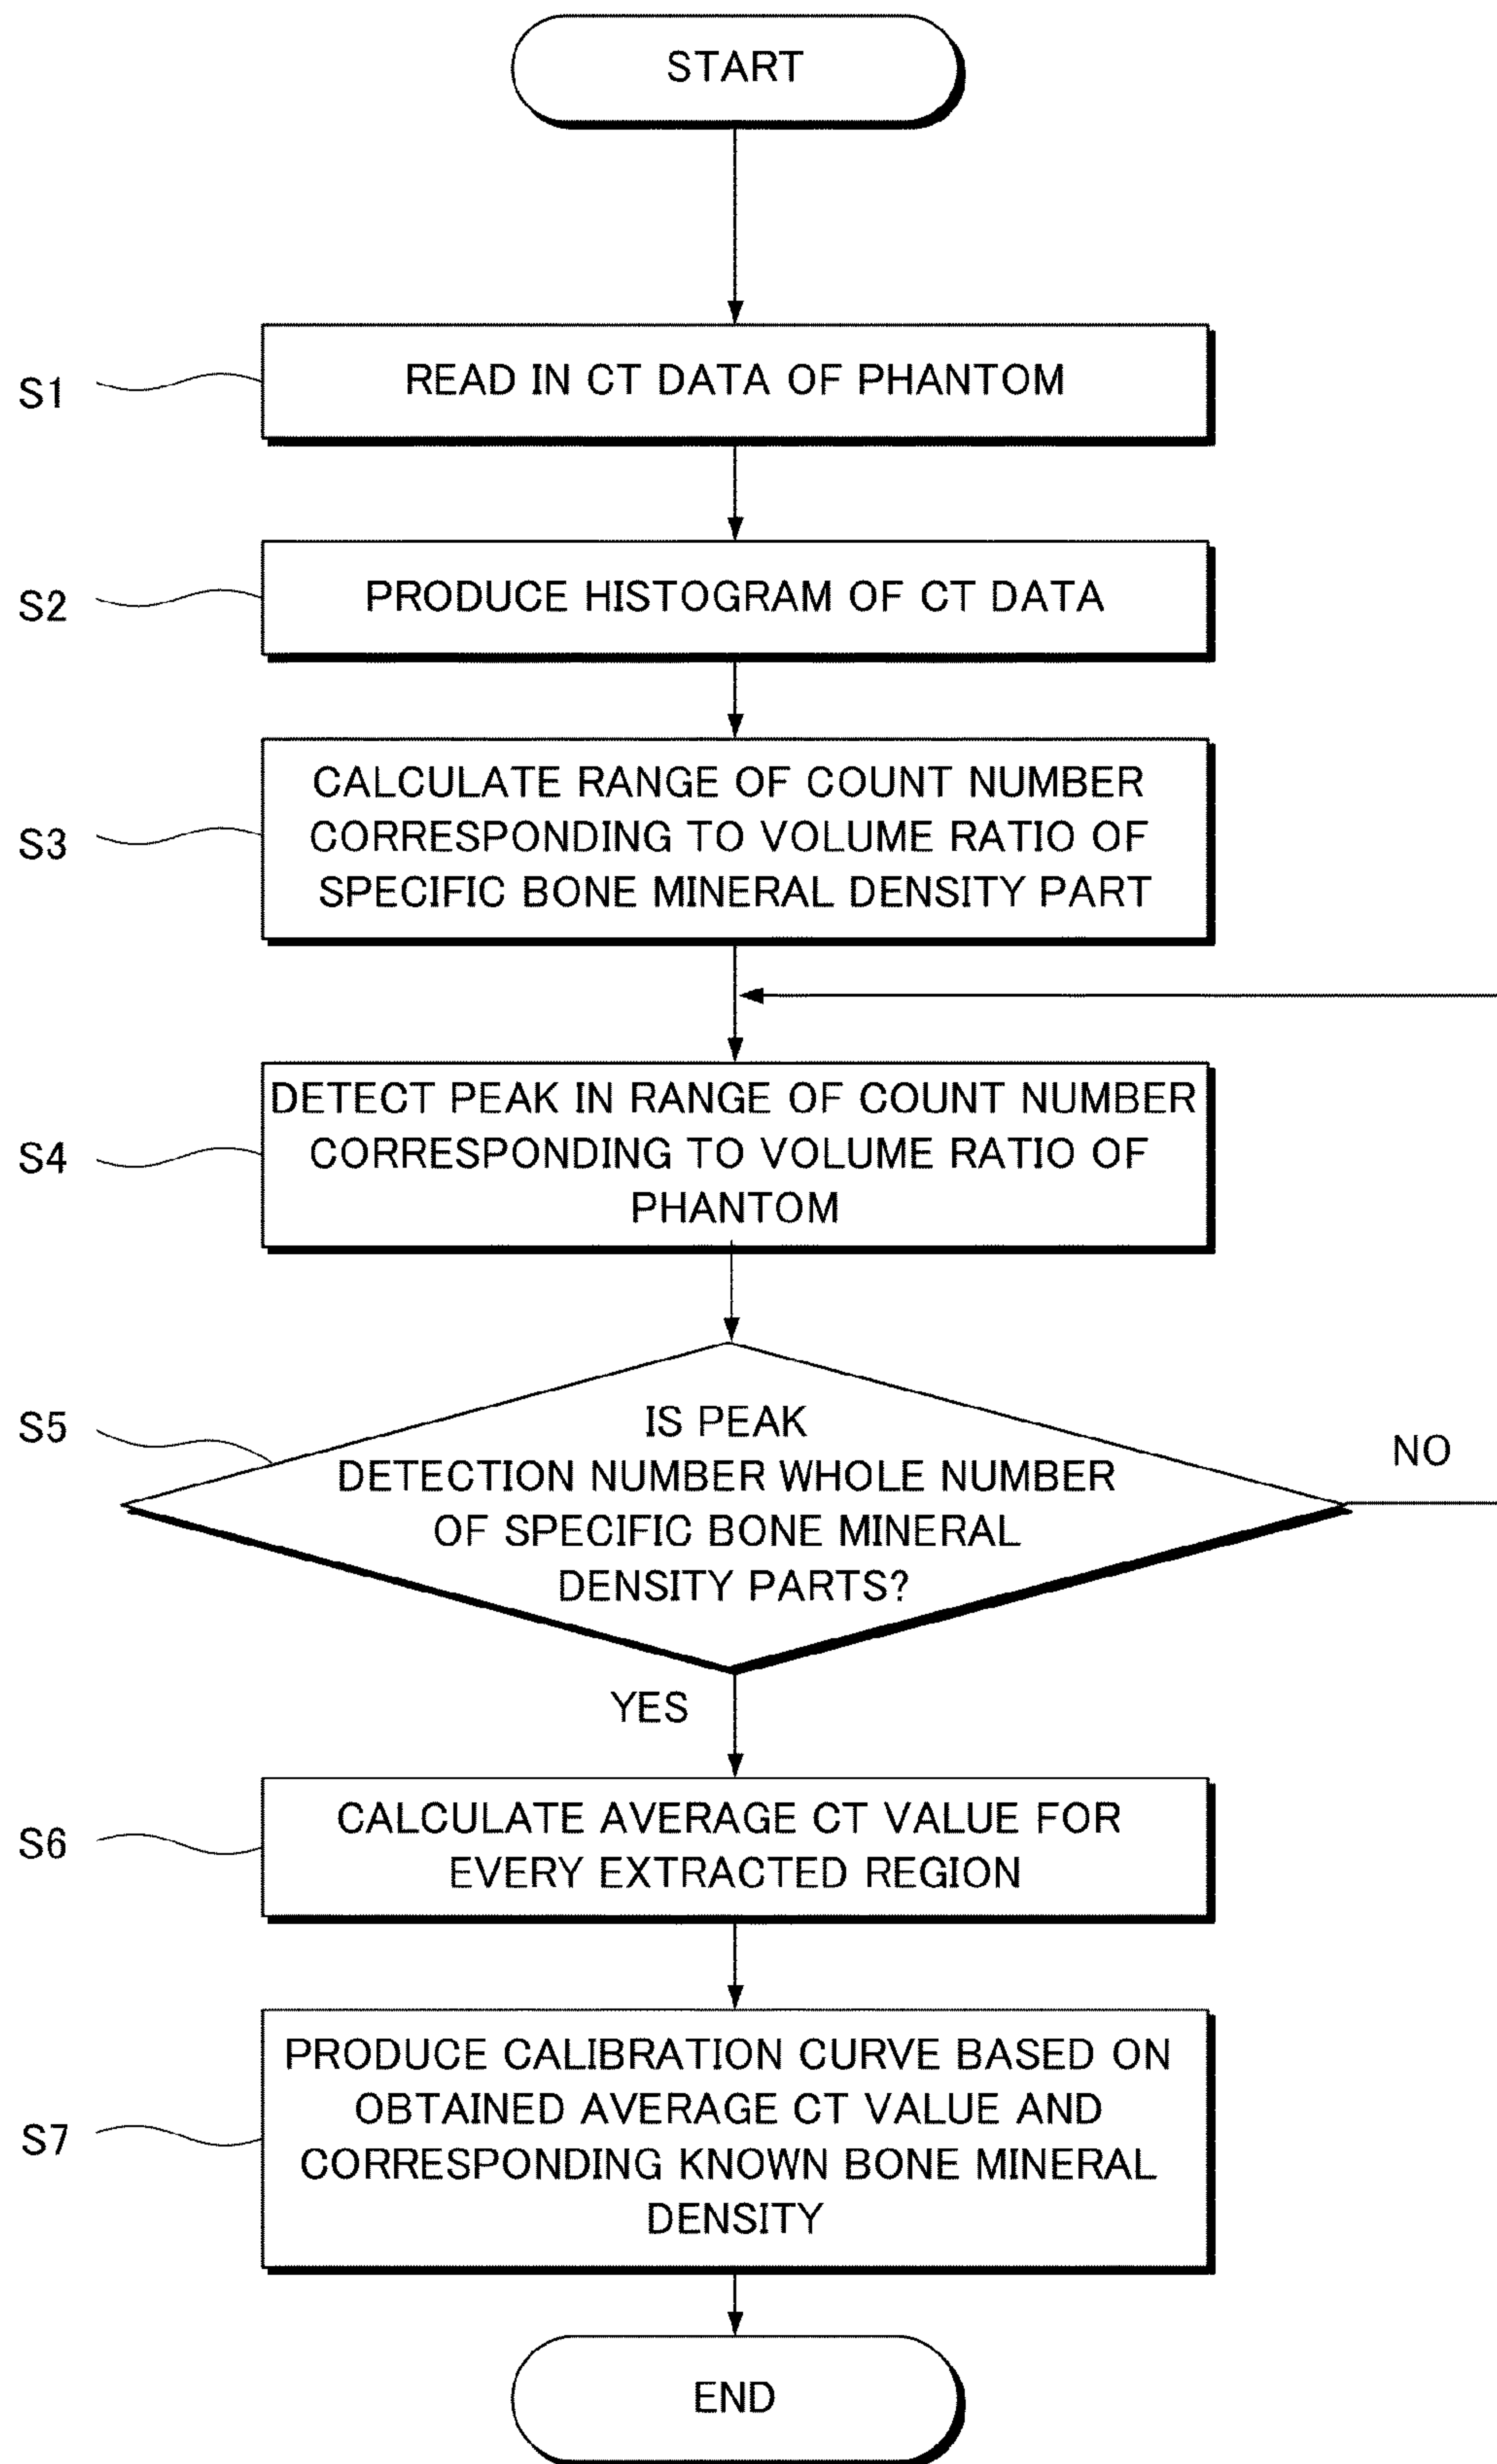 START
S1
READ IN CT DATA OF PHANTOM
S2
PRODUCE HISTOGRAM OF CT DATA
S3
CALCULATE RANGE OF COUNT NUMBER
CORRESPONDING TO VOLUME RATIO OF
SPECIFIC BONE MINERAL DENSITY PART
S4
DETECT PEAK IN RANGE OF COUNT NUMBER
CORRESPONDING TO VOLUME RATIO OF
PHANTOM
S5
IS PEAK
DETECTION NUMBER WHOLE NUMBER
OF SPECIFIC BONE MINERAL
DENSITY PARTS?
NO
YES
S6
CALCULATE AVERAGE CT VALUE FOR
EVERY EXTRACTED REGION
S7
PRODUCE CALIBRATION CURVE BASED ON
OBTAINED AVERAGE CT VALUE AND
CORRESPONDING KNOWN BONE MINERAL
DENSITY
END